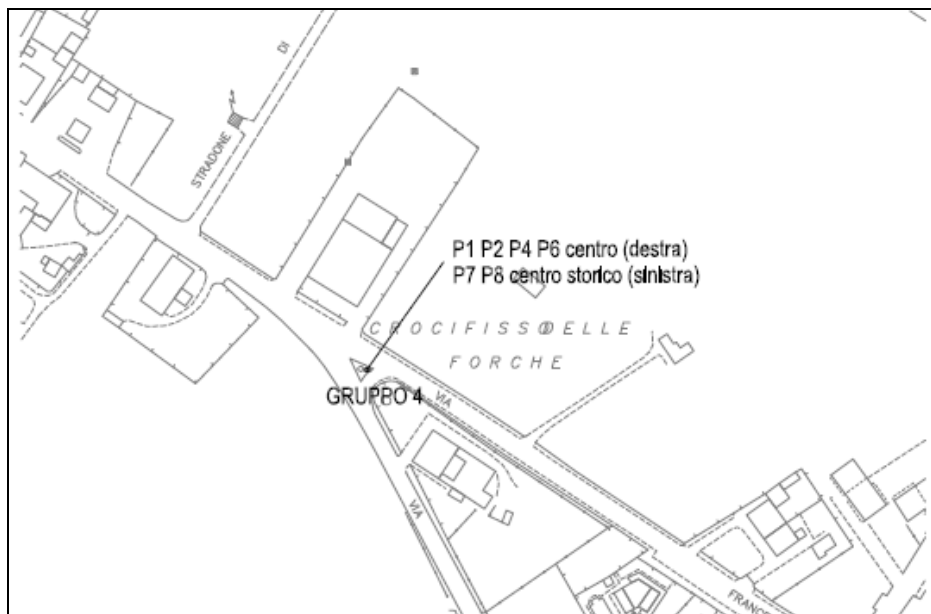 STRADONE DI
P1 P2 P4 P6 centro (destra)
P7 P8 centro storico (sinistra)
CROCIFISSO DELLE
FORCHE
GRUPPO 4
VIA
VIA
FRANCE